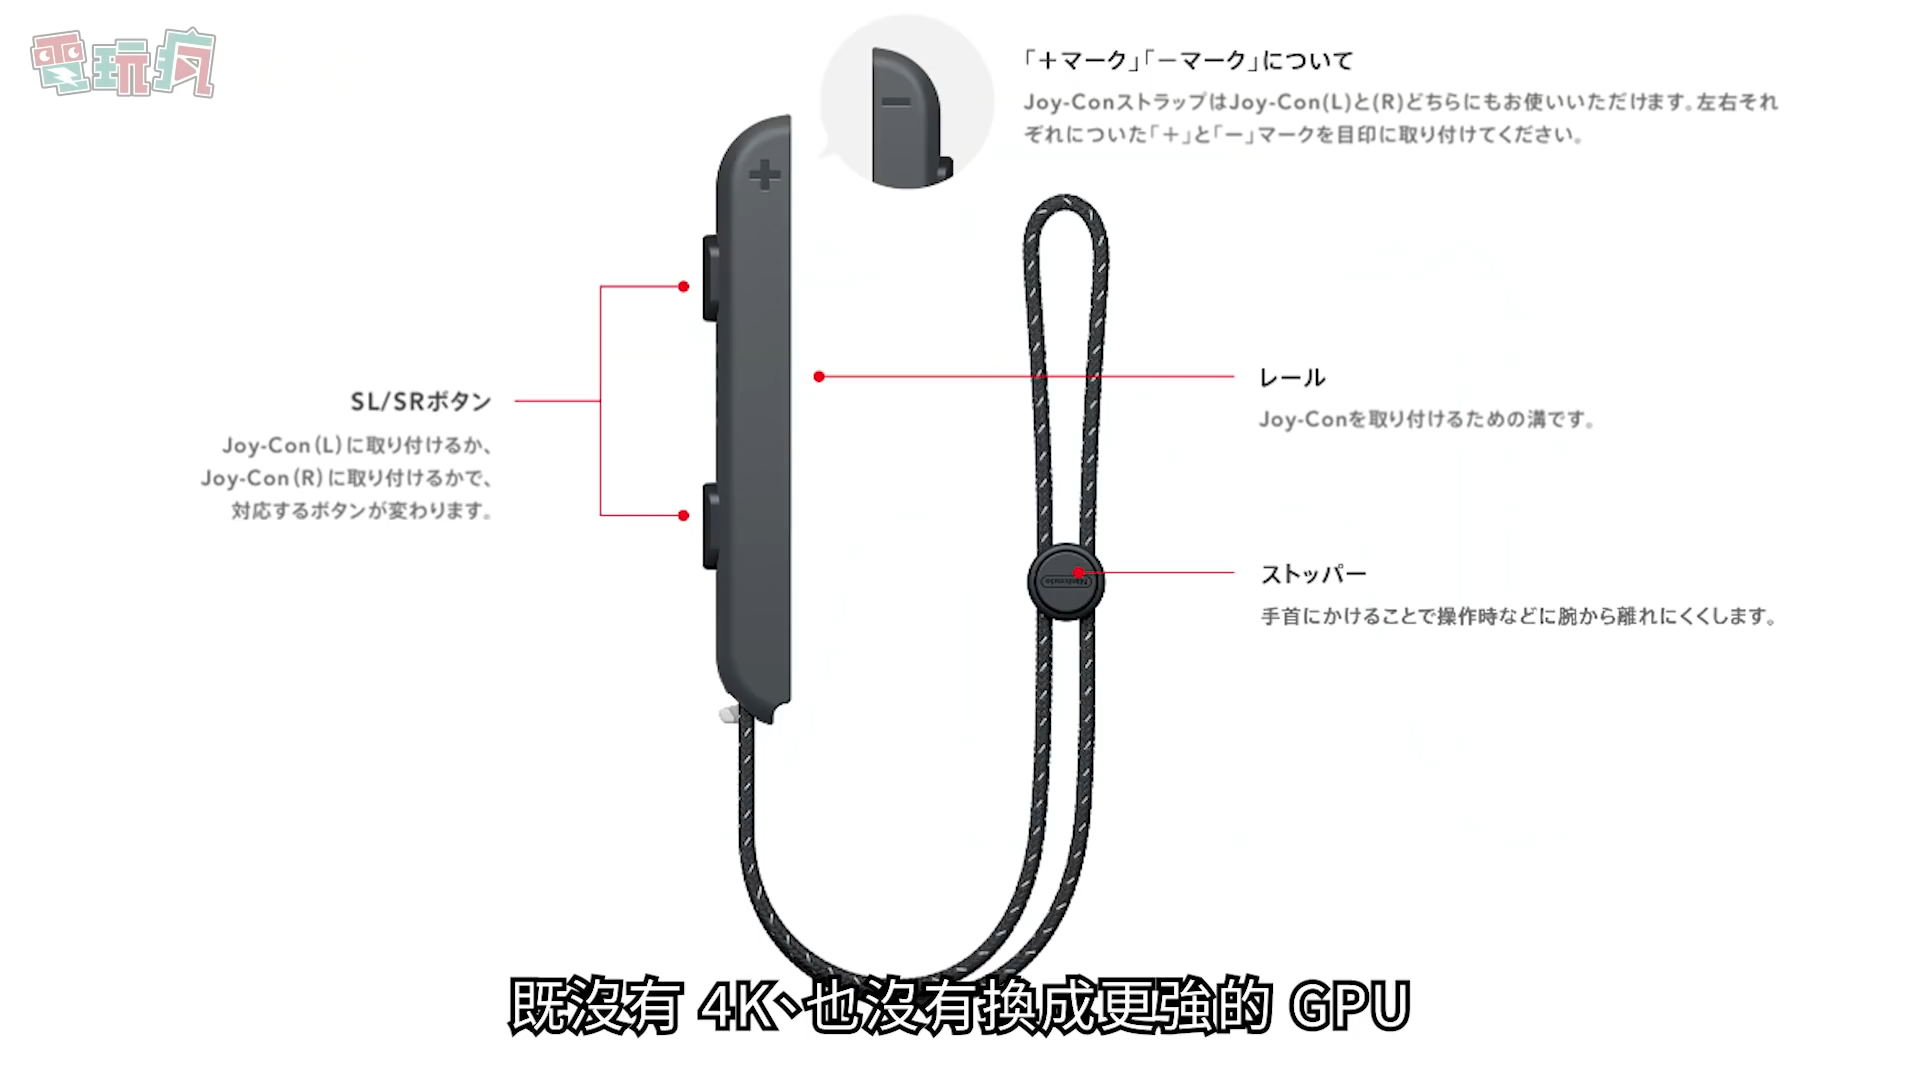 電玩瘋
「＋マーク」「－マーク」について
Joy-ConストラップはJoy-Con(L)と(R)どちらにもお使いいただけます。左右それ
ぞれについた「＋」と「－」マークを目印に取り付けてください。
SL/SRボタン
Joy-Con（L）に取り付けるか、
Joy-Con（R）に取り付けるかで、
対応するボタンが変わります。
レール
Joy-Conを取り付けるための溝です。
ストッパー
手首にかけることで操作時などに腕から離れにくくします。
Nintendo
既沒有 4K、也沒有換成更強的 GPU